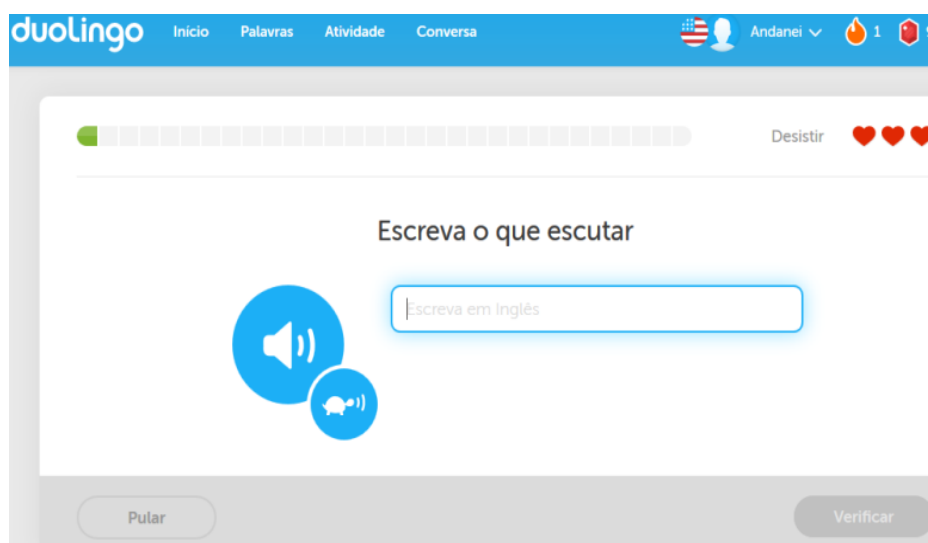 duolingo Início Palavras Atividade Conversa Andanei 1
Desistir
Escreva o que escutar
Escreva em Inglês
Pular Verificar